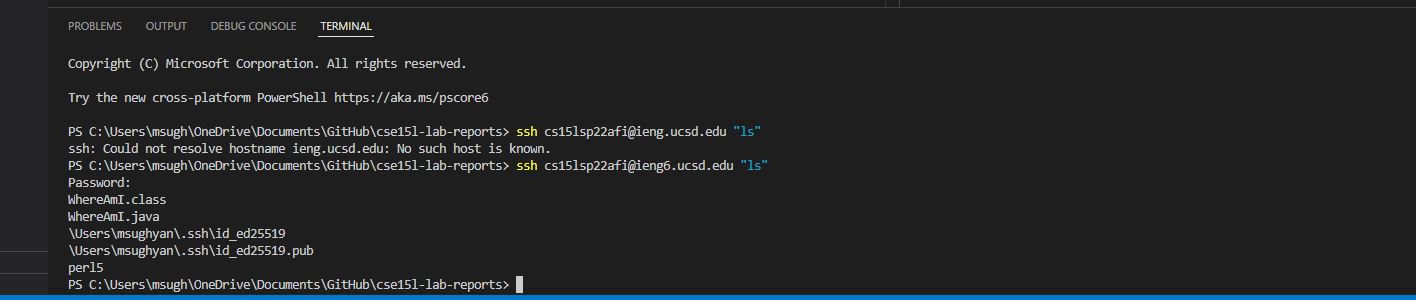 PROBLEMS OUTPUT DEBUG CONSOLE TERMINAL
Copyright (C) Microsoft Corporation. All rights reserved.
Try the new cross-platform PowerShell https://aka.ms/pscore6
PS C:\Users\msugh\OneDrive\Documents\GitHub\cse15l-lab-reports> ssh cs15lsp22afi@ieng.ucsd.edu "ls"
ssh: Could not resolve hostname ieng.ucsd.edu: No such host is known.
PS C:\Users\msugh\OneDrive\Documents\GitHub\cse15l-lab-reports> ssh cs15lsp22afi@ieng6.ucsd.edu "ls"
Password:
WhereAmI.class
WhereAmI.java
\Users\msughyan\.ssh\id_ed25519
\Users\msughyan\.ssh\id_ed25519.pub
perl5
PS C:\Users\msugh\OneDrive\Documents\GitHub\cse15l-lab-reports>